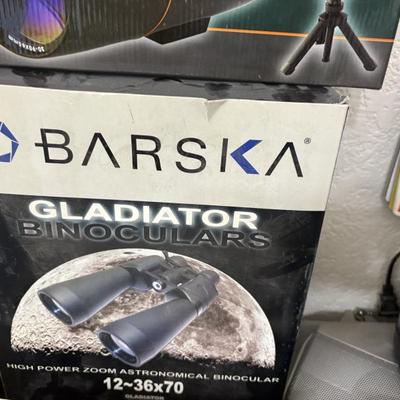 BARSKA®
GLADIATOR
BINOCULARS
HIGH POWER ZOOM ASTRONOMICAL BINOCULAR
12~36x70
GLADIATOR